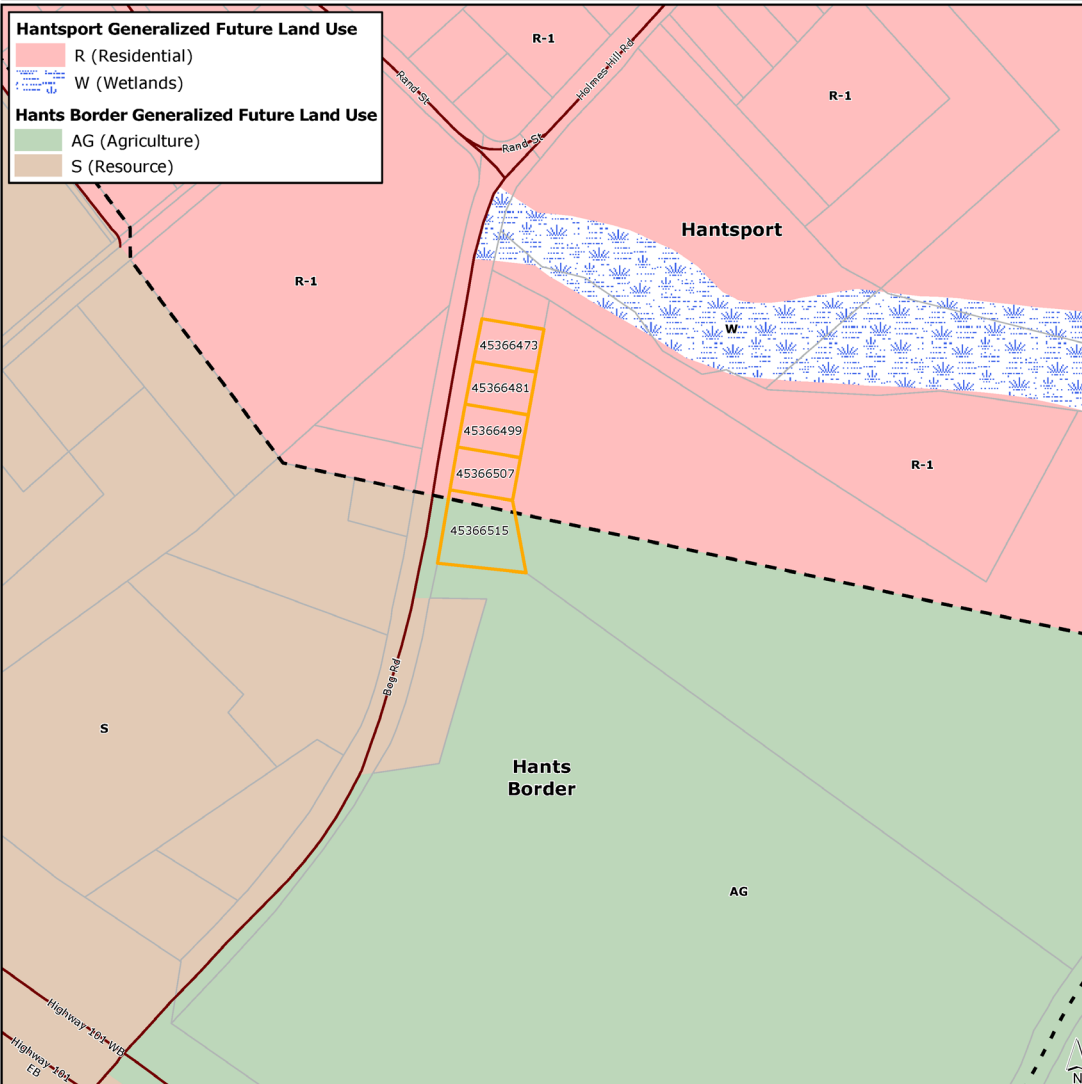 Hantsport Generalized Future Land Use
R (Residential)
W (Wetlands)
Hants Border Generalized Future Land Use
AG (Agriculture)
S (Resource)
R-1
Rand St
Holmes Hill Rd
R-1
Rand St
Hantsport
R-1
W
45366473
45366481
45366499
45366507
R-1
45366515
Bog Rd
S
Hants
Border
AG
Highway 101 WB
Highway 101
EB
N